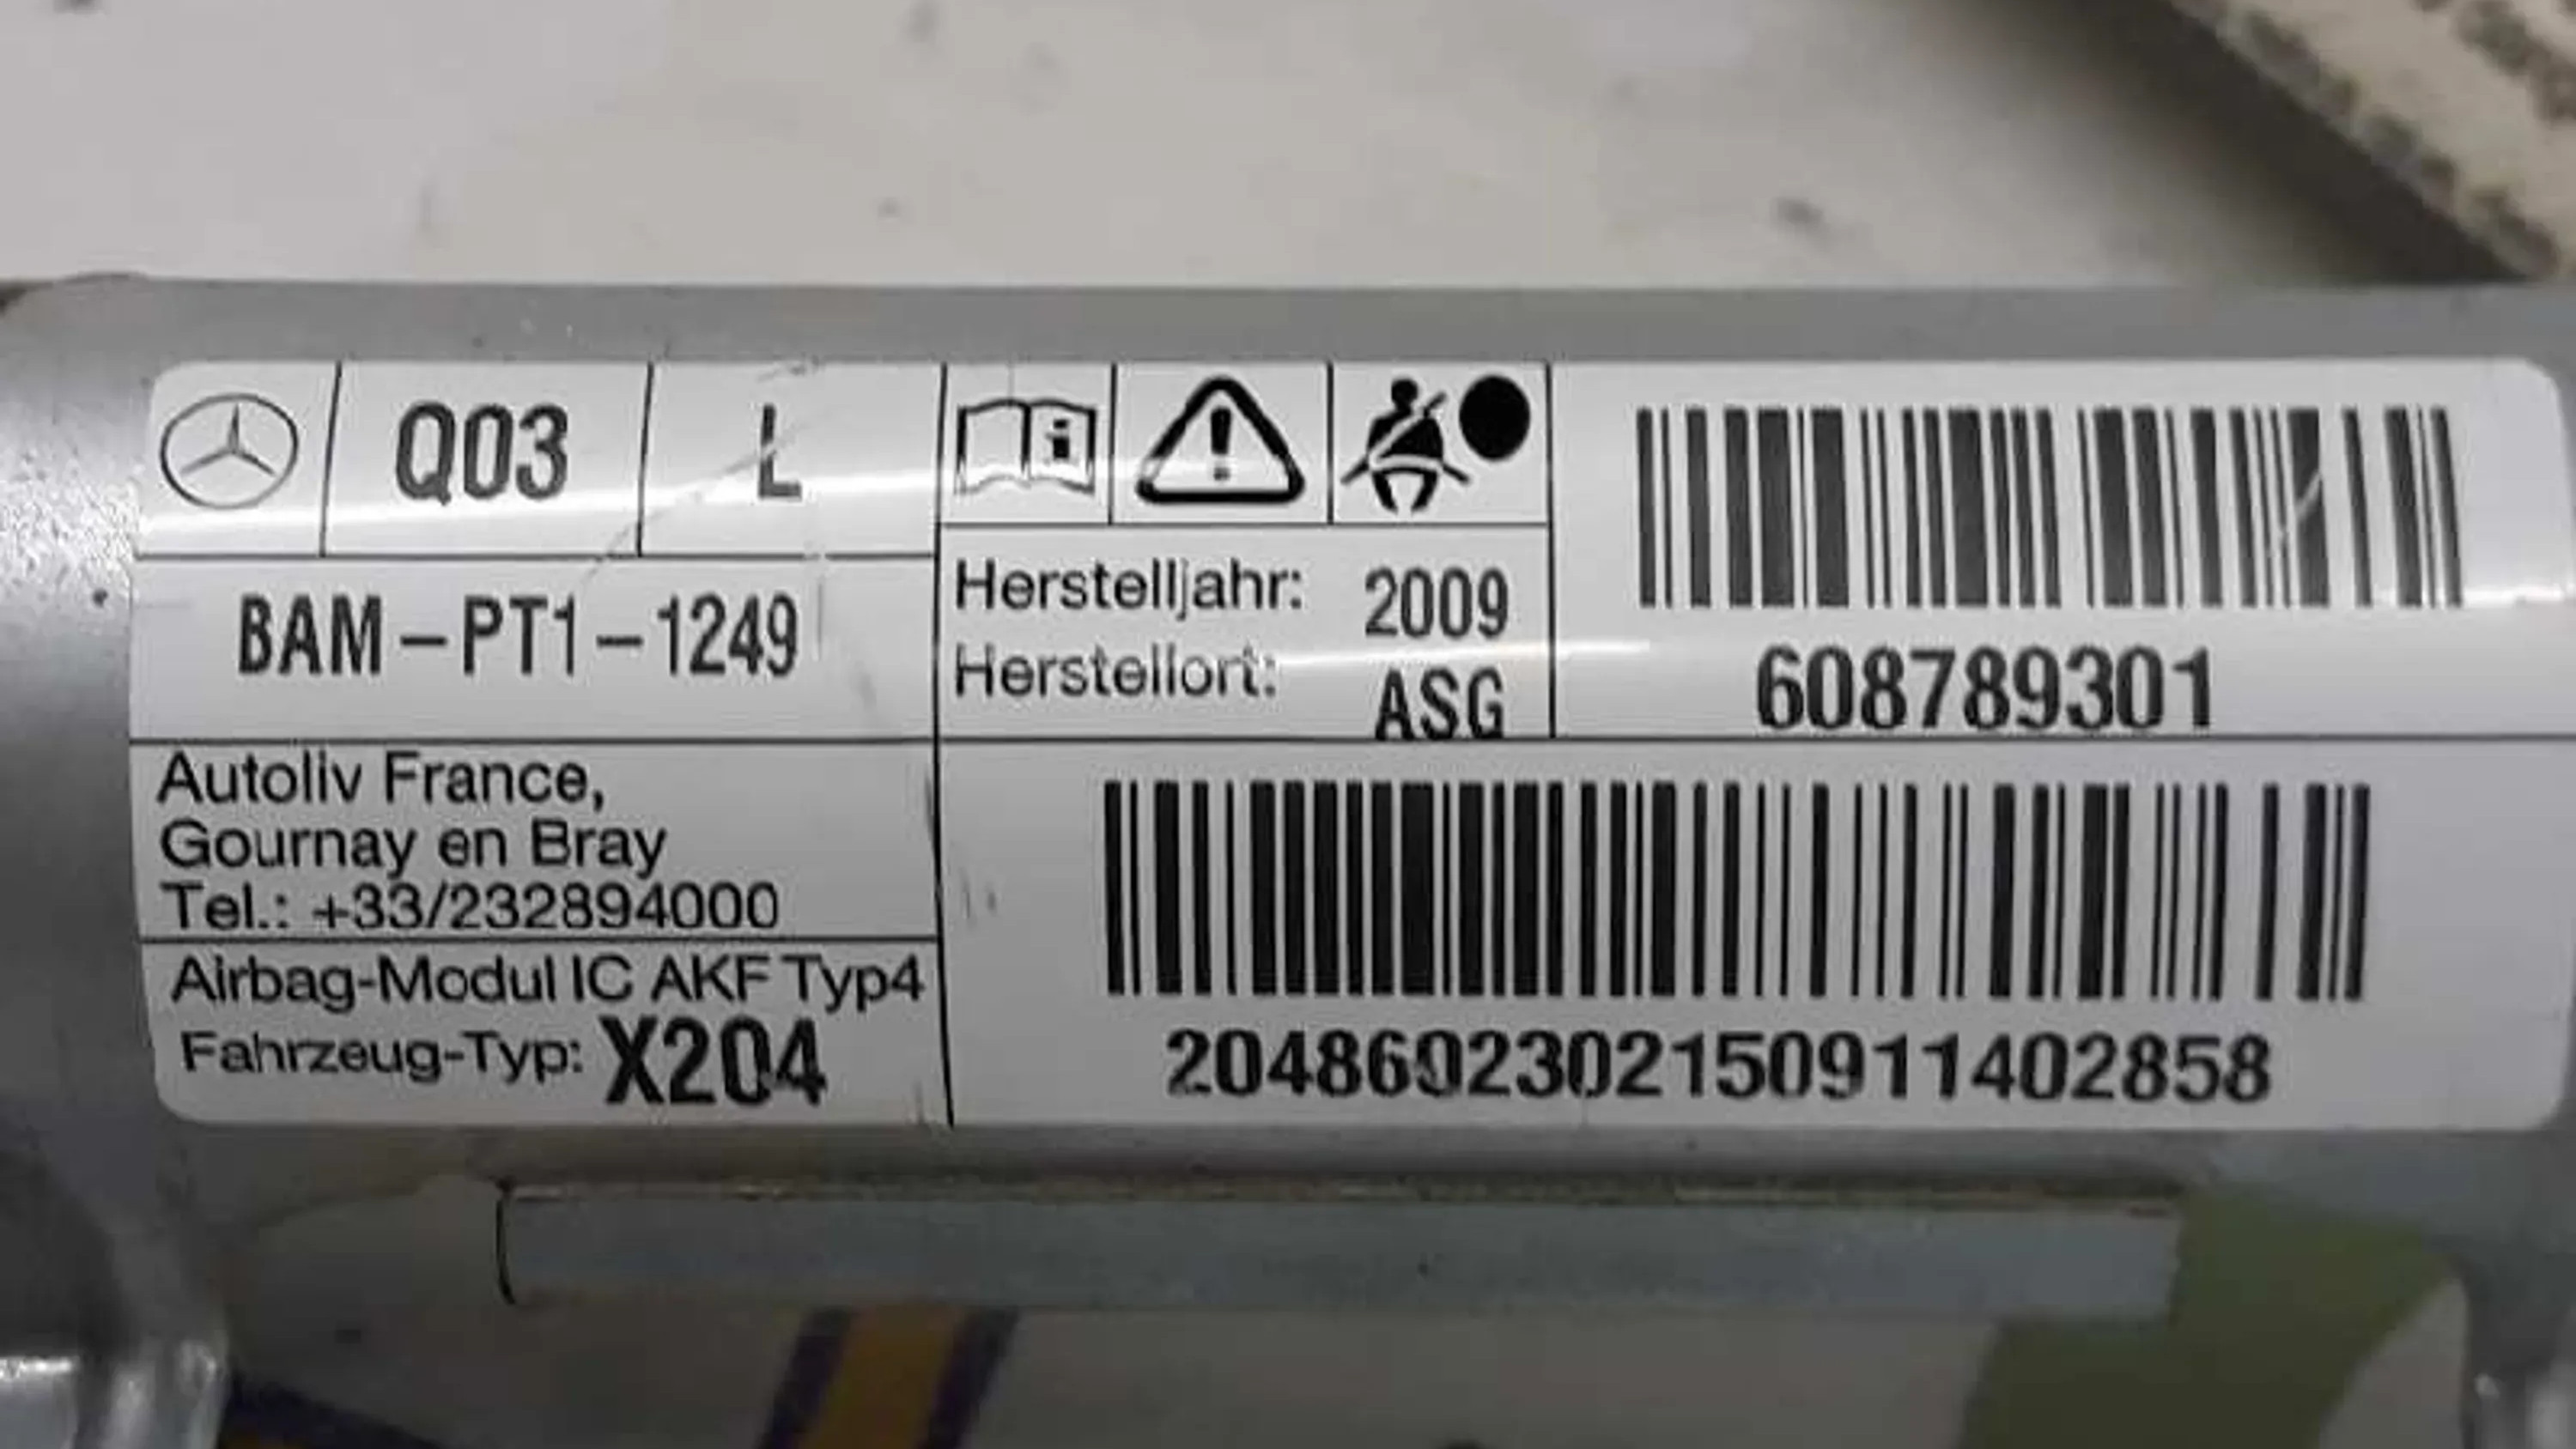 Q03 L
BAM-PT1-1249
Autoliv France,
Gournay en Bray
Tel.: +33/232894000
Airbag-Modul IC AKF Typ4
Fahrzeug-Typ: X204
i !
Herstelljahr: 2009
Herstellort: ASG
608789301
2048602302150911402858